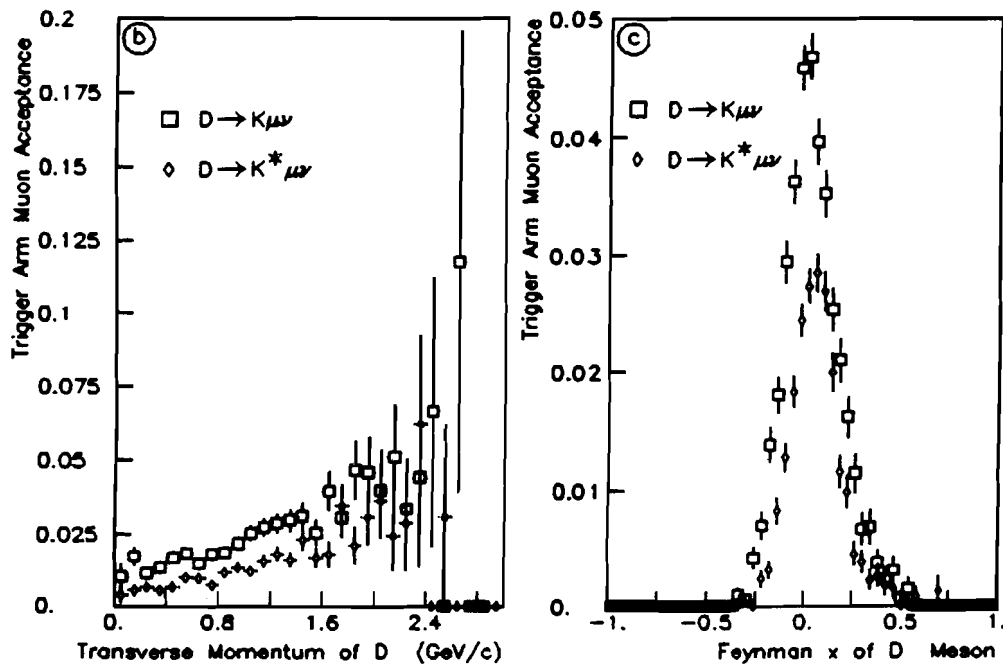 b
Trigger Arm Muon Acceptance
0.2
0.175
0.15
0.125
0.1
0.075
0.050
0.025
0.
D→Kμν
D→K*μν
0. 0.8 1.6 2.4
Transverse Momentum of D (GeV/c)
c
Trigger Arm Muon Acceptance
0.05
0.04
0.03
0.02
0.01
0.
D→Kμν
D→K*μν
-1. -0.5 0. 0.5 1.
Feynman x of D Meson